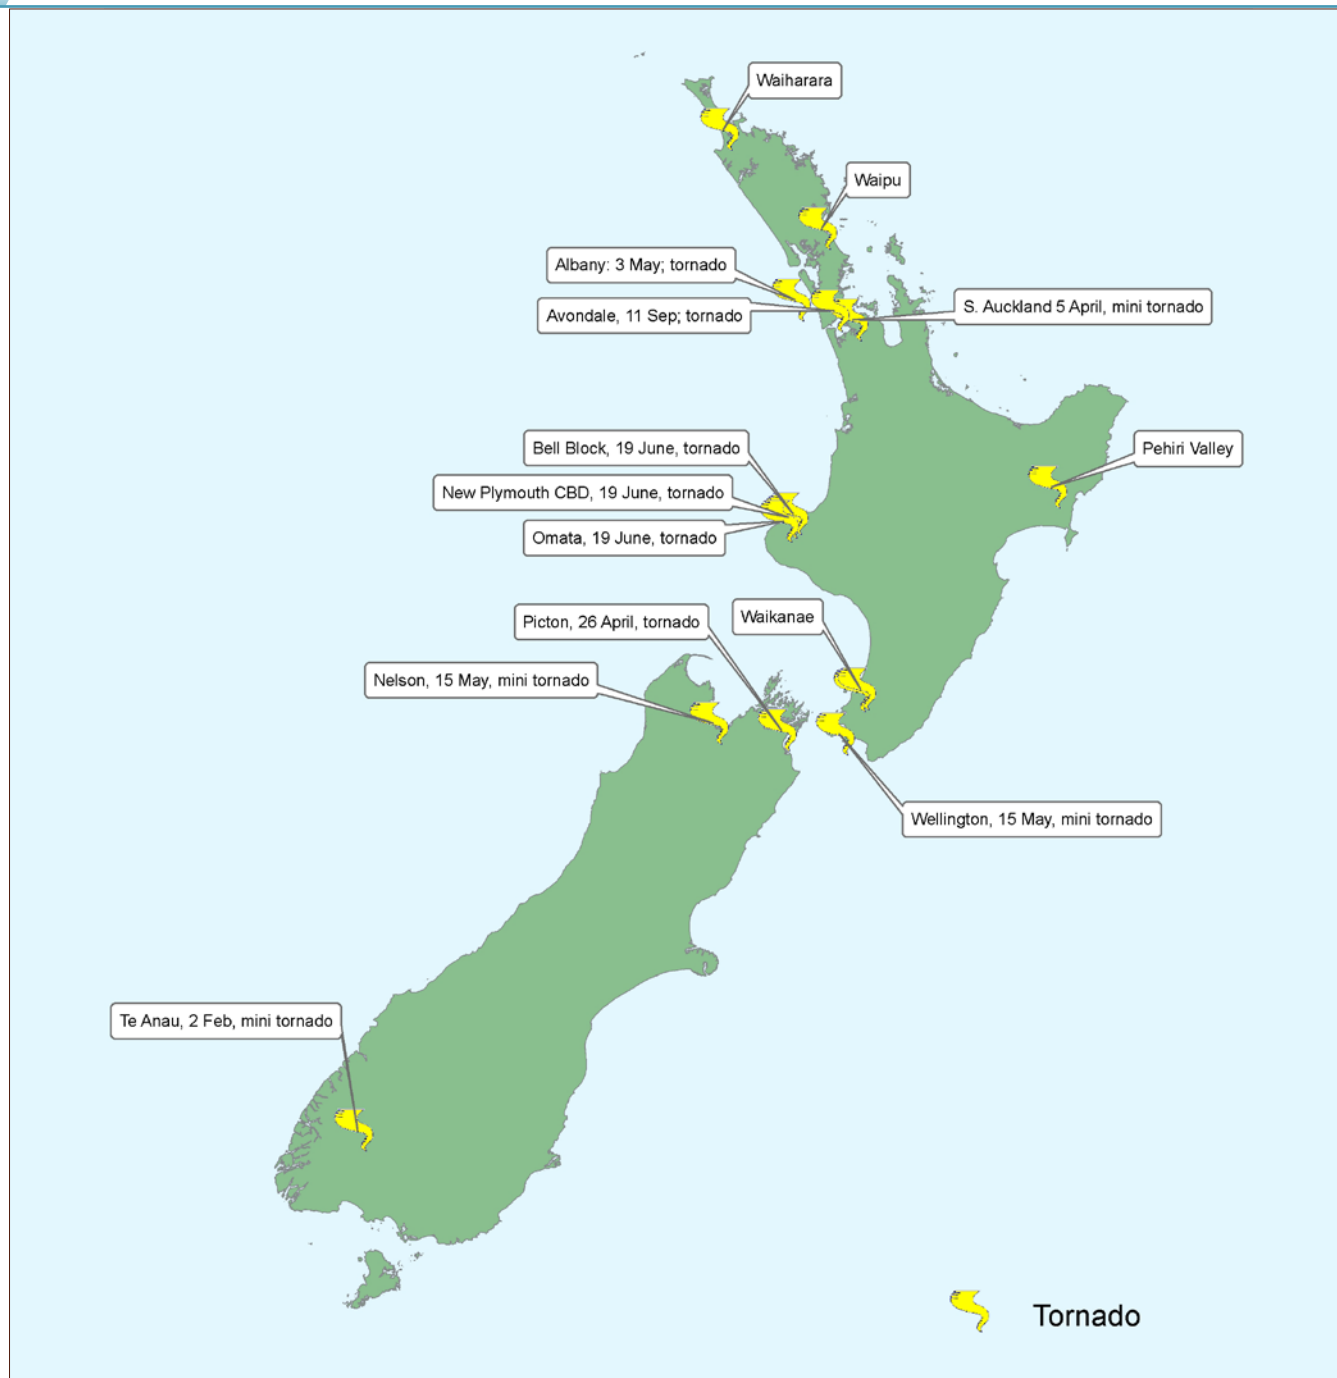 Waiharara
Waipu
Albany: 3 May; tornado
S. Auckland 5 April, mini tornado
Avondale, 11 Sep; tornado
Bell Block, 19 June, tornado
Pehiri Valley
New Plymouth CBD, 19 June, tornado
Omata, 19 June, tornado
Waikanae
Picton, 26 April, tornado
Nelson, 15 May, mini tornado
Wellington, 15 May, mini tornado
Te Anau, 2 Feb, mini tornado
Tornado